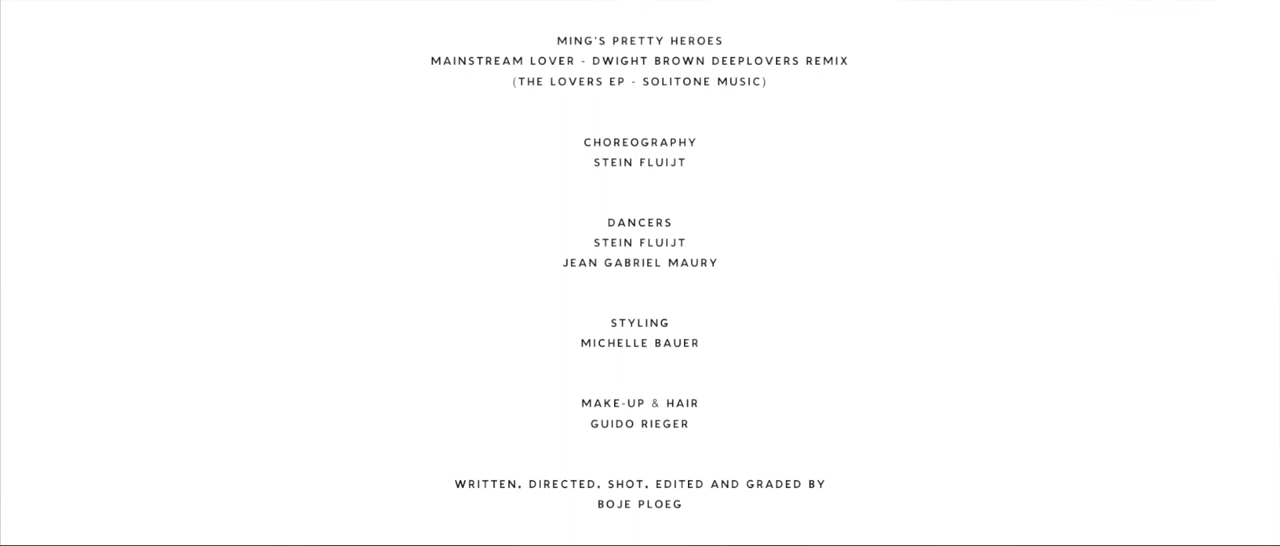 MING'S PRETTY HEROES
MAINSTREAM LOVER - DWIGHT BROWN DEEPLOVERS REMIX
(THE LOVERS EP - SOLITONE MUSIC)
CHOREOGRAPHY
STEIN FLUIJT
DANCERS
STEIN FLUIJT
JEAN GABRIEL MAURY
STYLING
MICHELLE BAUER
MAKE-UP & HAIR
GUIDO RIEGER
WRITTEN, DIRECTED, SHOT, EDITED AND GRADED BY
BOJE PLOEG